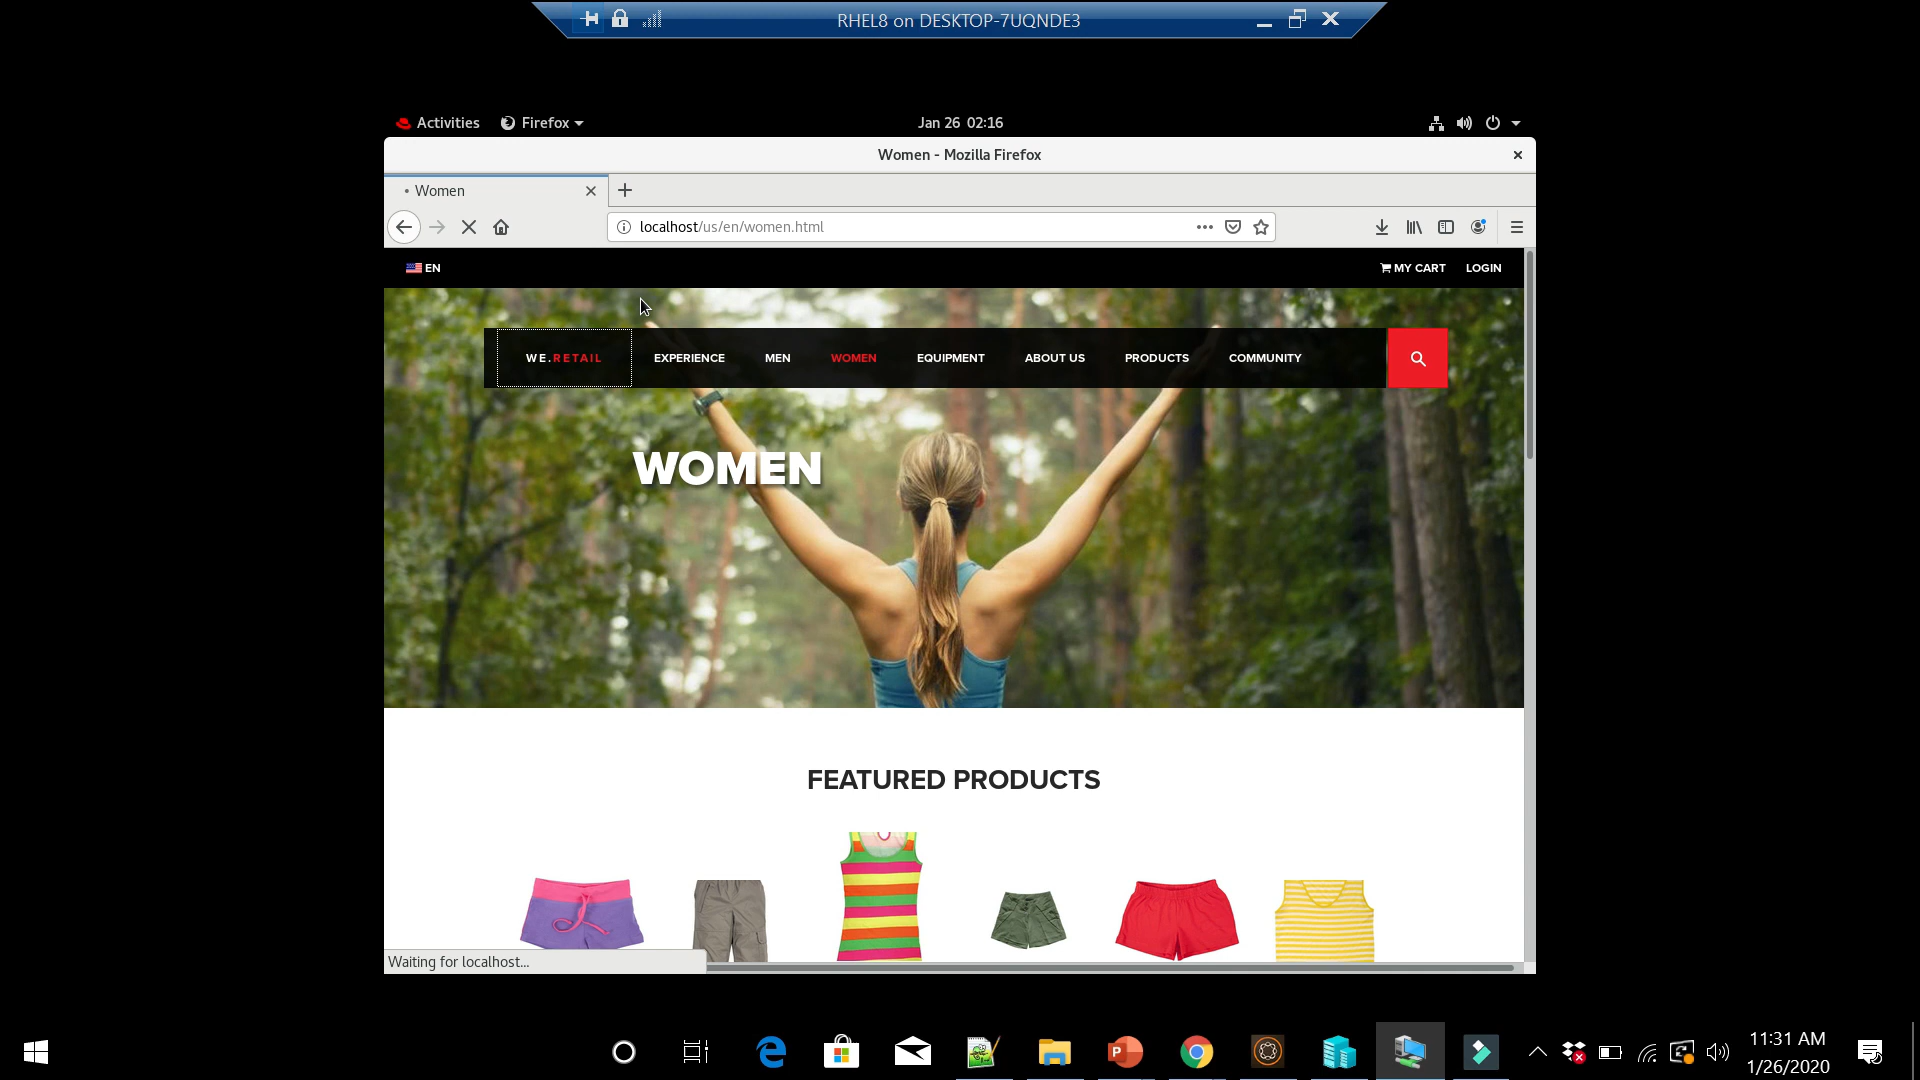 RHEL8 on DESKTOP-7UQNDE3
Activities Firefox Jan 26 02:16
Women - Mozilla Firefox
Women
localhost/us/en/women.html
EN MY CART LOGIN
WE.RETAIL EXPERIENCE MEN WOMEN EQUIPMENT ABOUT US PRODUCTS COMMUNITY
WOMEN
FEATURED PRODUCTS
Waiting for localhost...
11:31 AM
1/26/2020